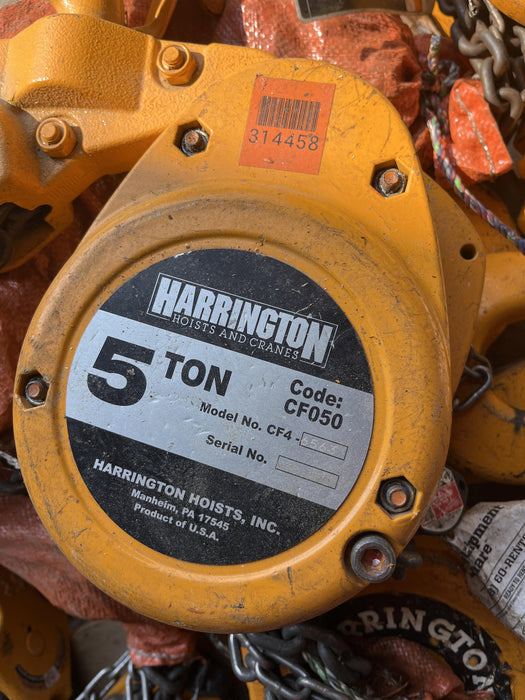 314458
HARRINGTON
HOISTS AND CRANES
5 TON
Code:
CF050
Model No. CF4-
Serial No.
HARRINGTON HOISTS, INC.
Manheim, PA 17545
Product of U.S.A.
RRINGTON